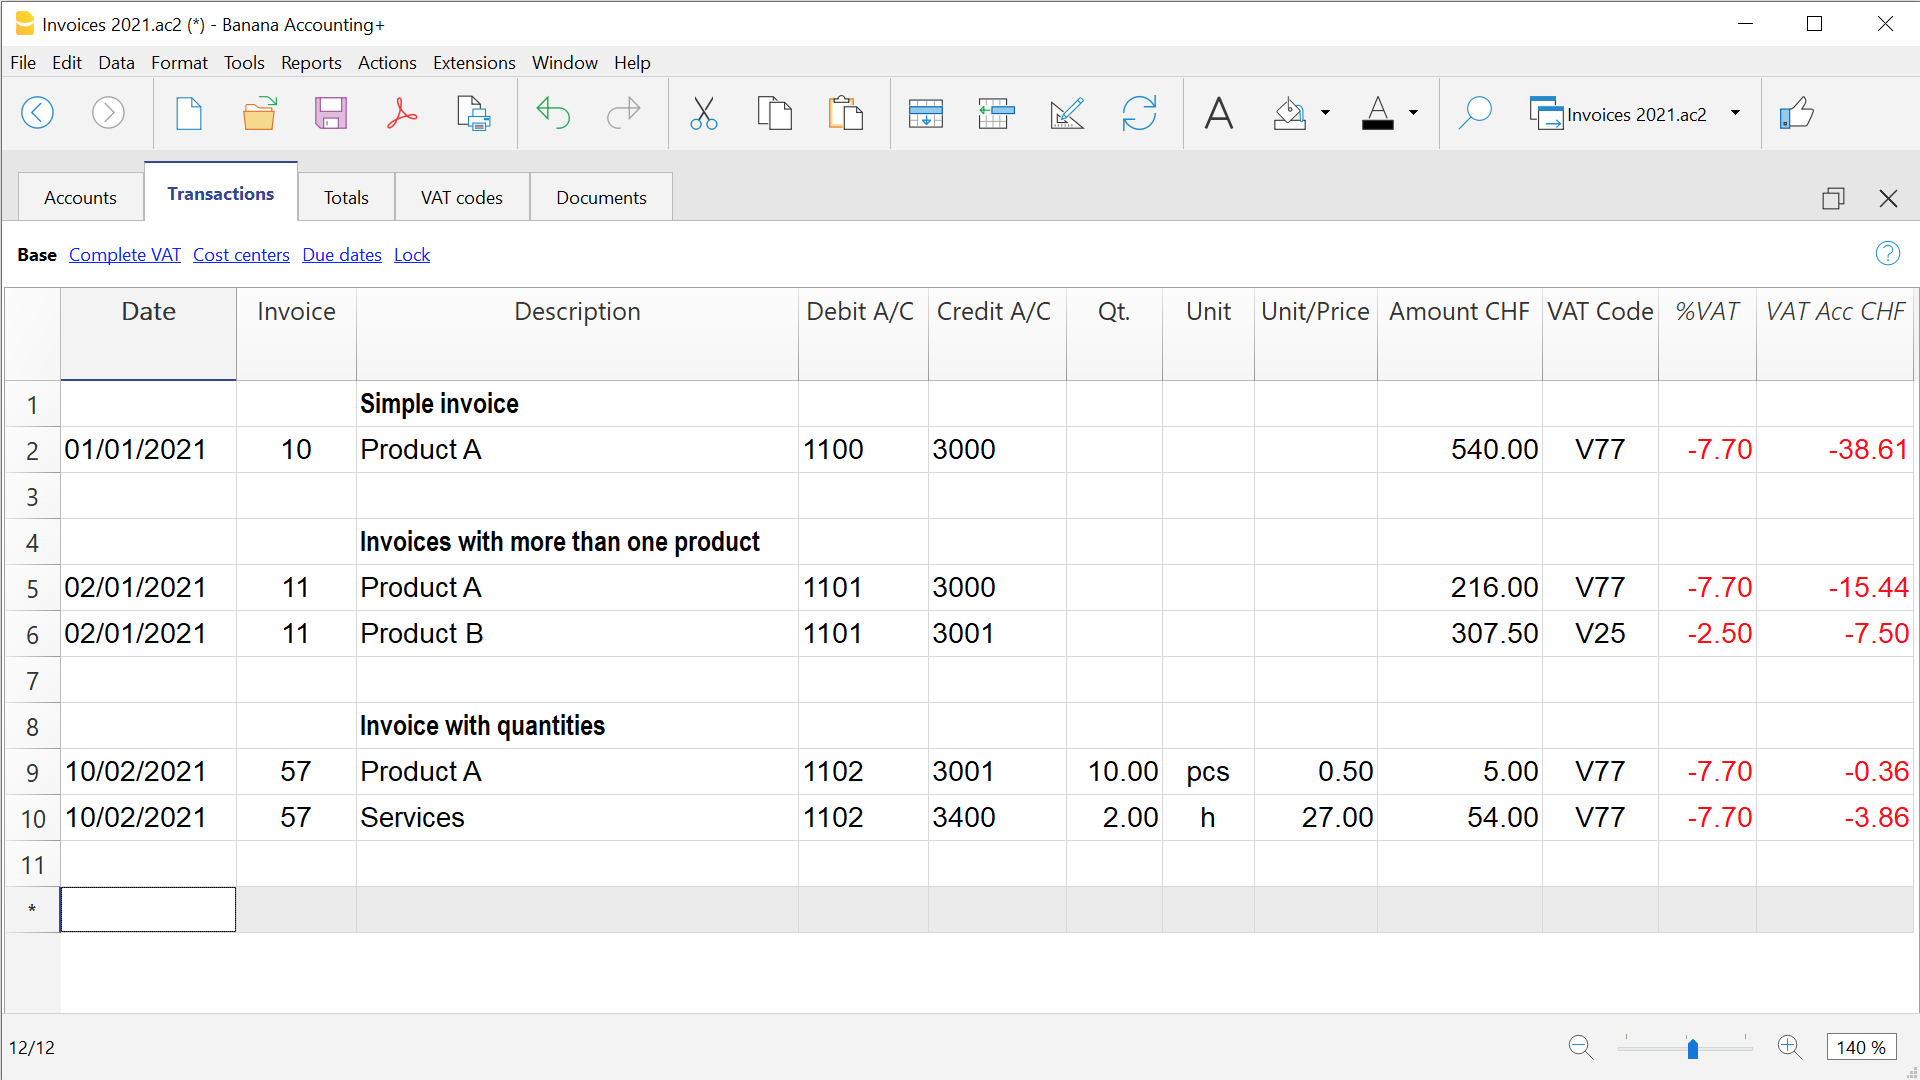 Invoices 2021.ac2 (*) - Banana Accounting+
File Edit Data Format Tools Reports Actions Extensions Window Help
A A Invoices 2021.ac2
Accounts Transactions Totals VAT codes Documents
Base Complete VAT Cost centers Due dates Lock ?
Date Invoice Description Debit A/C Credit A/C Qt. Unit Unit/Price Amount CHF VAT Code %VAT VAT Acc CHF
1 Simple invoice
2 01/01/2021 10 Product A 1100 3000 540.00 V77 -7.70 -38.61
3
4 Invoices with more than one product
5 02/01/2021 11 Product A 1101 3000 216.00 V77 -7.70 -15.44
6 02/01/2021 11 Product B 1101 3001 307.50 V25 -2.50 -7.50
7
8 Invoice with quantities
9 10/02/2021 57 Product A 1102 3001 10.00 pcs 0.50 5.00 V77 -7.70 -0.36
10 10/02/2021 57 Services 1102 3400 2.00 h 27.00 54.00 V77 -7.70 -3.86
11
*
12/12 140 %